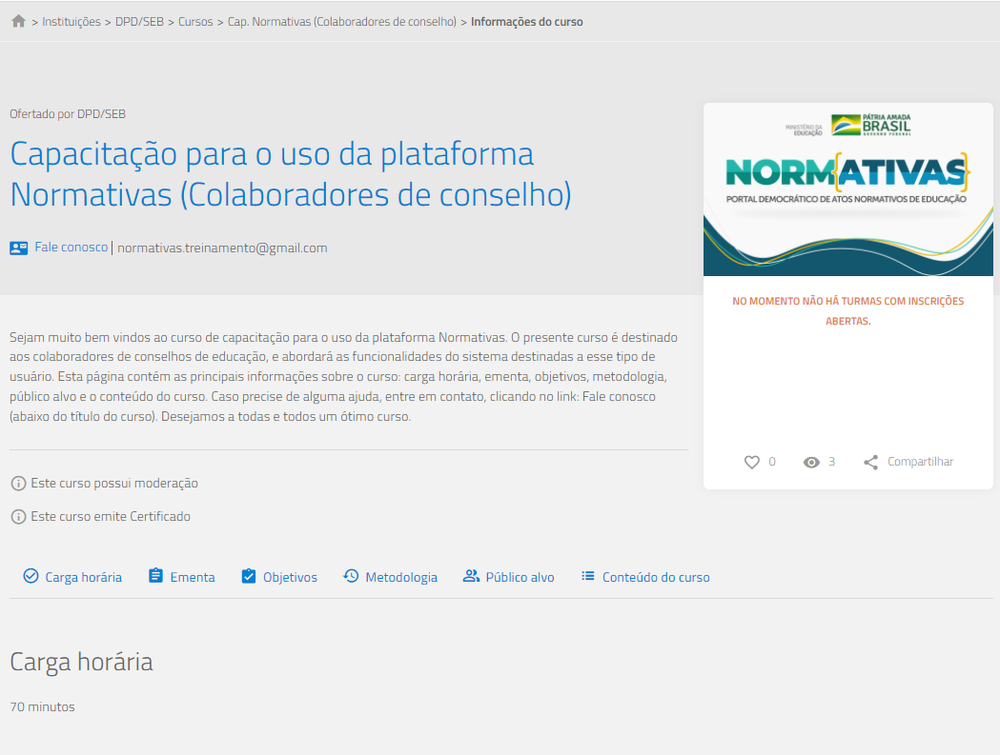 > Instituições > DPD/SEB > Cursos > Cap. Normativas (Colaboradores de conselho) > Informações do curso
Ofertado por DPD/SEB
Capacitação para o uso da plataforma
Normativas (Colaboradores de conselho)
Fale conosco | normativas.treinamento@gmail.com
MINISTÉRIO DA
EDUCAÇÃO
PÁTRIA AMADA
BRASIL
GOVERNO FEDERAL
NORM{ATIVAS}
PORTAL DEMOCRÁTICO DE ATOS NORMATIVOS DE EDUCAÇÃO
NO MOMENTO NÃO HÁ TURMAS COM INSCRIÇÕES
ABERTAS.
0 3 Compartilhar
Sejam muito bem vindos ao curso de capacitação para o uso da plataforma Normativas. O presente curso é destinado
aos colaboradores de conselhos de educação, e abordará as funcionalidades do sistema destinadas a esse tipo de
usuário. Esta página contém as principais informações sobre o curso: carga horária, ementa, objetivos, metodologia,
público alvo e o conteúdo do curso. Caso precise de alguma ajuda, entre em contato, clicando no link: Fale conosco
(abaixo do título do curso). Desejamos a todas e todos um ótimo curso.
Este curso possui moderação
Este curso emite Certificado
Carga horária Ementa Objetivos Metodologia Público alvo Conteúdo do curso
Carga horária
70 minutos